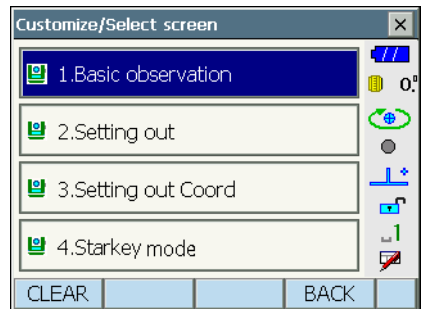 Customize/Select screen
1.Basic observation
0."
2.Setting out
3.Setting out Coord
1
4.Starkey mode
CLEAR
BACK